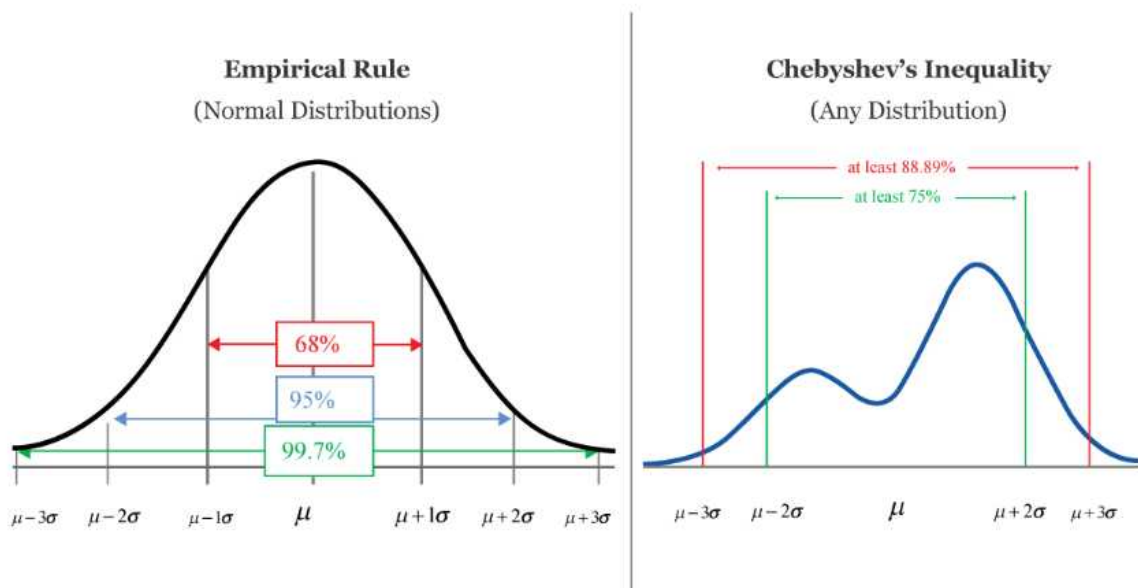 Empirical Rule
(Normal Distributions)
68%
95%
99.7%
μ−3σ μ−2σ μ−1σ μ μ+1σ μ+2σ μ+3σ
Chebyshev’s Inequality
(Any Distribution)
at least 88.89%
at least 75%
μ−3σ μ−2σ μ μ+2σ μ+3σ